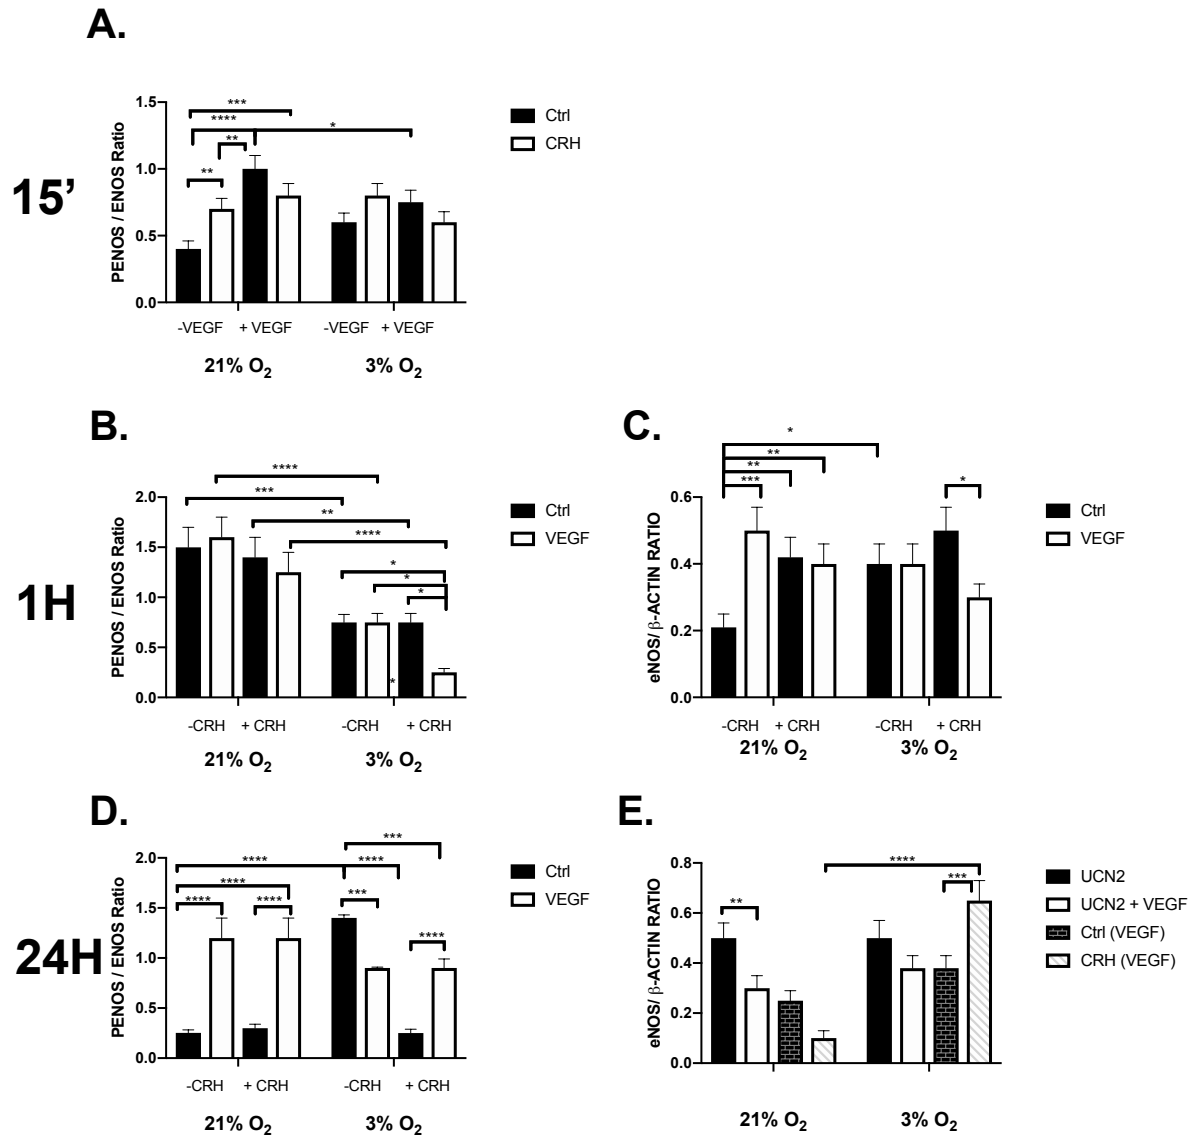 A.
15’
PENOS / ENOS Ratio
1.5
1.0
0.5
0.0
***
****
**
**
*
Ctrl
CRH
-VEGF + VEGF -VEGF + VEGF
21% O2 3% O2
B.
1H
PENOS / ENOS Ratio
2.0
1.5
1.0
0.5
0.0
****
***
**
****
*
*
*
*
Ctrl
VEGF
-CRH + CRH -CRH + CRH
21% O2 3% O2
C.
eNOS/ β-ACTIN RATIO
0.6
0.4
0.2
0.0
*
**
**
***
*
Ctrl
VEGF
-CRH + CRH -CRH + CRH
21% O2 3% O2
D.
24H
PENOS / ENOS Ratio
2.0
1.5
1.0
0.5
0.0
***
**** ****
****
**** **** ***
****
Ctrl
VEGF
-CRH + CRH -CRH + CRH
21% O2 3% O2
E.
eNOS/ β-ACTIN RATIO
0.8
0.6
0.4
0.2
0.0
****
***
**
UCN2
UCN2 + VEGF
Ctrl (VEGF)
CRH (VEGF)
21% O2 3% O2